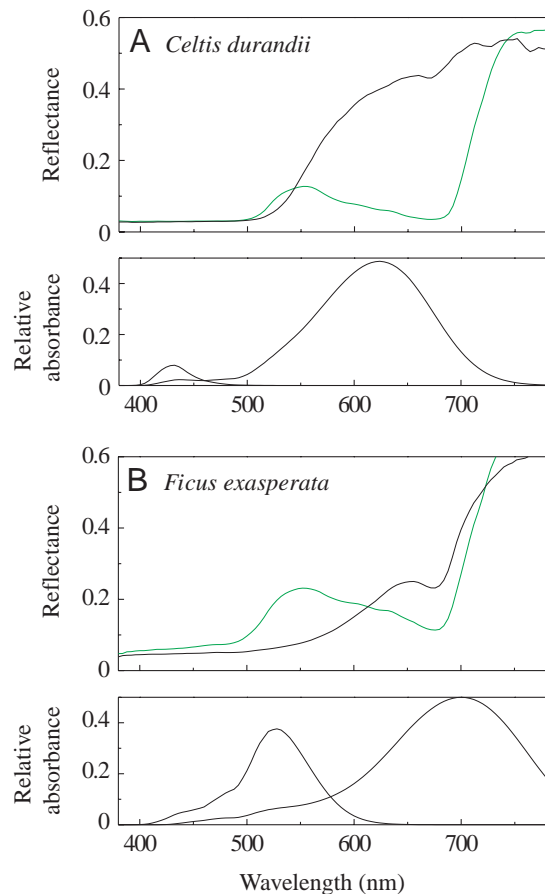 A Celtis durandii
0.6
0.4
0.2
0
Reflectance
0.4
0.2
0
Relative
absorbance
400 500 600 700
B Ficus exasperata
0.6
0.4
0.2
0
Reflectance
0.4
0.2
0
Relative
absorbance
400 500 600 700
Wavelength (nm)